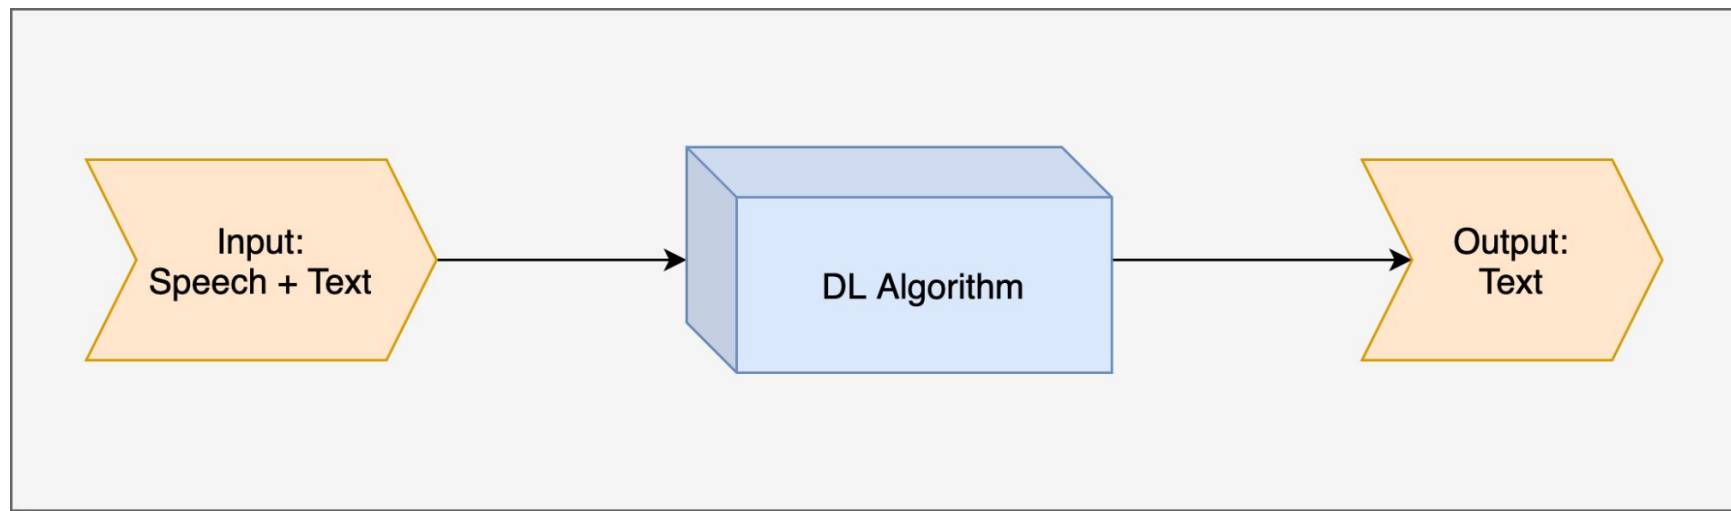 Input:
Speech + Text
DL Algorithm
Output:
Text